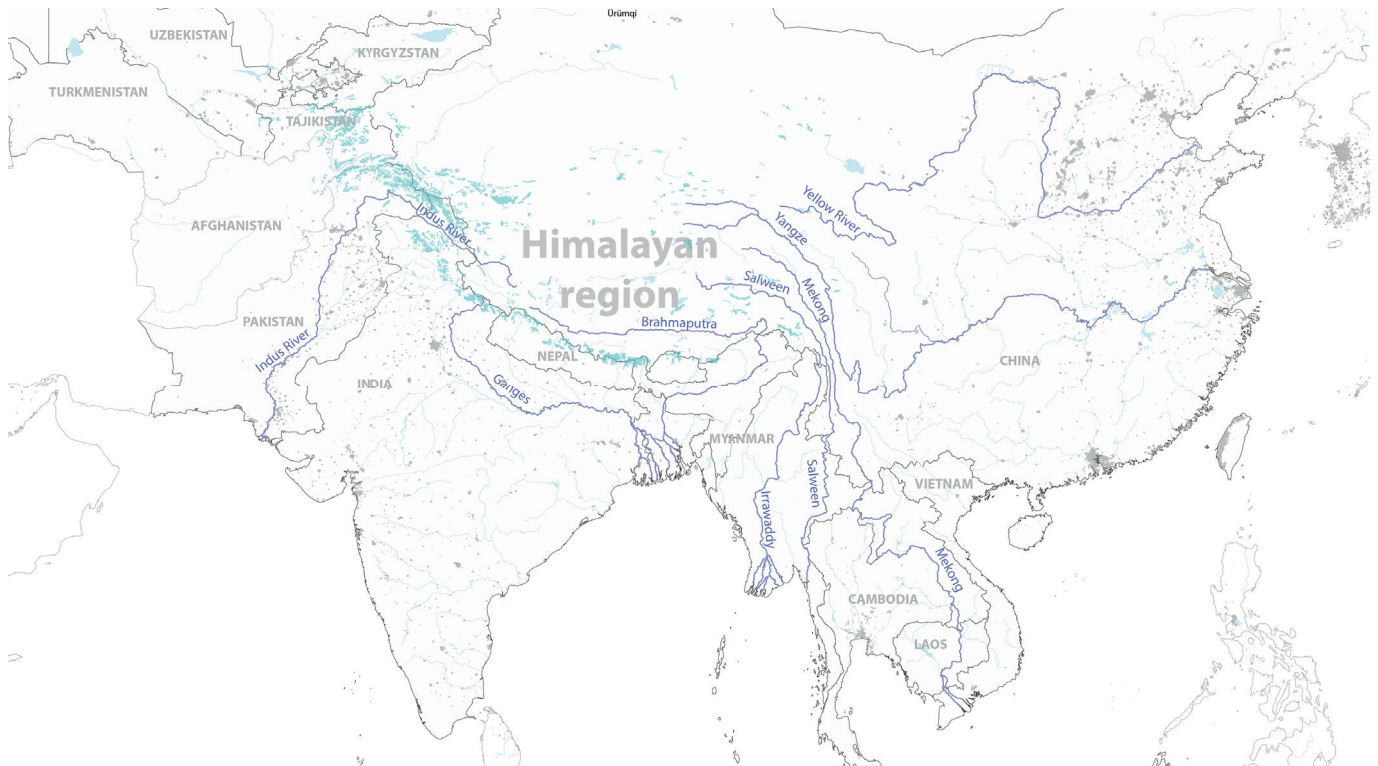 Ürümqi
UZBEKISTAN
KYRGYZSTAN
TURKMENISTAN
TAJIKISTAN
AFGHANISTAN
Indus River
Himalayan
region
Yellow River
Yangze
Salween
Mekong
Brahmaputra
PAKISTAN
Indus River
NEPAL
INDIA
Ganges
CHINA
MYANMAR
Salween
Irrawaddy
VIETNAM
Mekong
CAMBODIA
LAOS